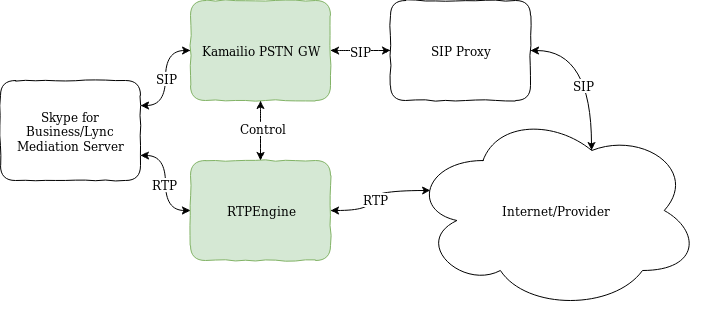 Kamailio PSTN GW
SIP
SIP Proxy
SIP
SIP
Skype for
Business/Lync
Mediation Server
Control
RTP
RTPEngine
RTP
Internet/Provider